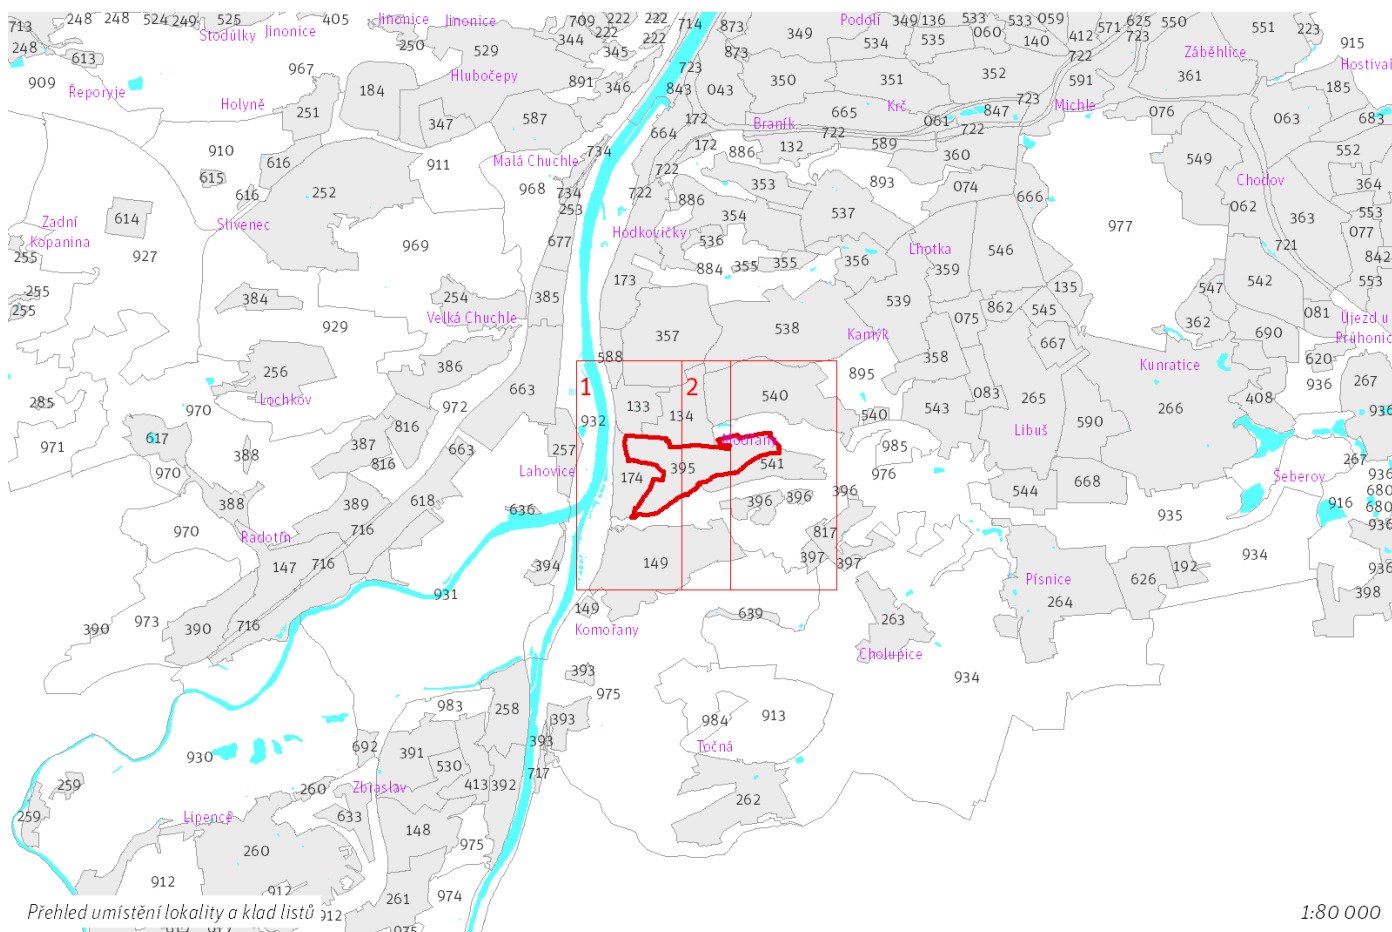 713 248 248 524 249 525 405 Jinonice Jinonice 709 222 222 714 873 349 Podolí 349 136 533 533 059 571 625 550 551 223
Stodůlky Jinonice 344 222 222 534 535 060 140 412 723 915
248 613 250 529 345 873 722 Záběhlice Hostivař
909 967 Hlubočepy 891 346 723 350 351 352 591 361
Řeporyje Holyně 184 843 043 185
251 347 587 172 665 Krč 847 723 Michle 076 063 683
664 Braník 061
910 616 911 Malá Chuchle 734 172 886 132 722 589 722 360 549 552
615 616 252 968 734 722 353 893 074 666 Chodov 364
614 253 886 354 537 062 363 553
Zadní Kopanina Slivenec 677 Hodkovičky 536 Lhotka 546 977 721 077
255 927 969 884 355 355 356 359 842
255 384 254 385 173 539 135 547 542 553
255 929 Velká Chuchle 357 538 Kamýk 075 862 545 362 081 Újezd u Průhonic
386 588 358 667 Kunratice 690 620
256 663 1 2 895 936 267
285 Lochkov 972 133 134 540 540 543 083 265 590 266 408 936
970 816 932 Modřany Libuš
971 617 388 387 257 985 267
970 816 663 Lahovice 174 395 541 976 Šeberov 936
388 389 618 636 396 396 396 544 668 916 680
970 716 817 935 680
Radotín 936
147 716 394 149 397 397 Písnice 192 934 936
931 626 398
390 973 390 716 149 639 263 264
Komořany Cholupice
393 934
983 258 975 913
393 984
692 391 393 Točná
930 530
259 260 Zbraslav 413 392 717
259 Lipence 633 262
148
260 975
912 912 261 974
Přehled umístění lokality a klad listů 912 1:80 000
975